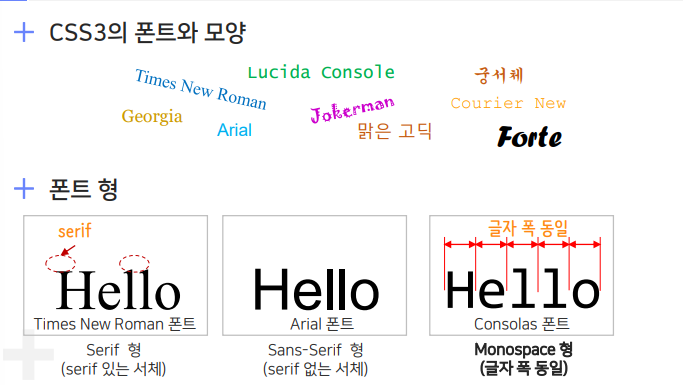 CSS3의 폰트와 모양
Times New Roman
Lucida Console
궁서체
Georgia
Arial
Jokerman
맑은 고딕
Courier New
Forte
폰트 형
serif
Hello
Times New Roman 폰트
Serif 형
(serif 있는 서체)
Hello
Arial 폰트
Sans-Serif 형
(serif 없는 서체)
글자 폭 동일
Hello
Consolas 폰트
Monospace 형
(글자 폭 동일)